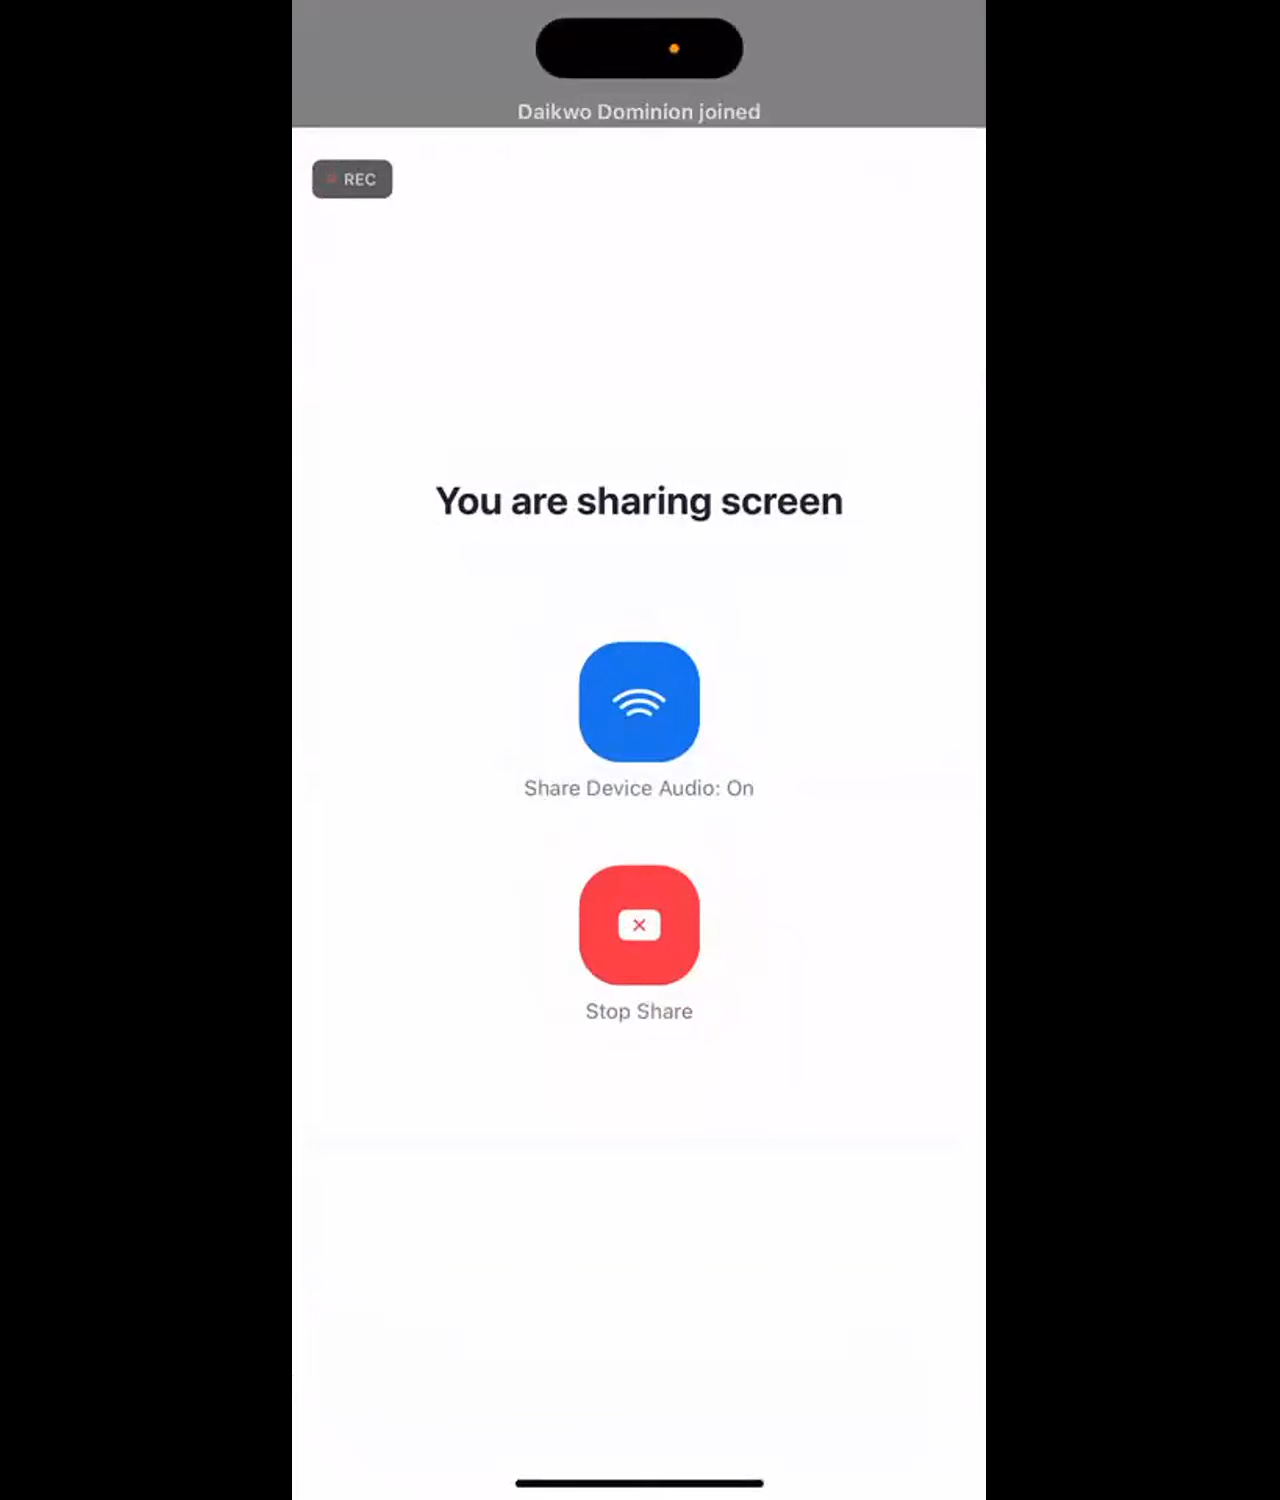 Daikwo Dominion joined
REC
You are sharing screen
Share Device Audio: On
Stop Share